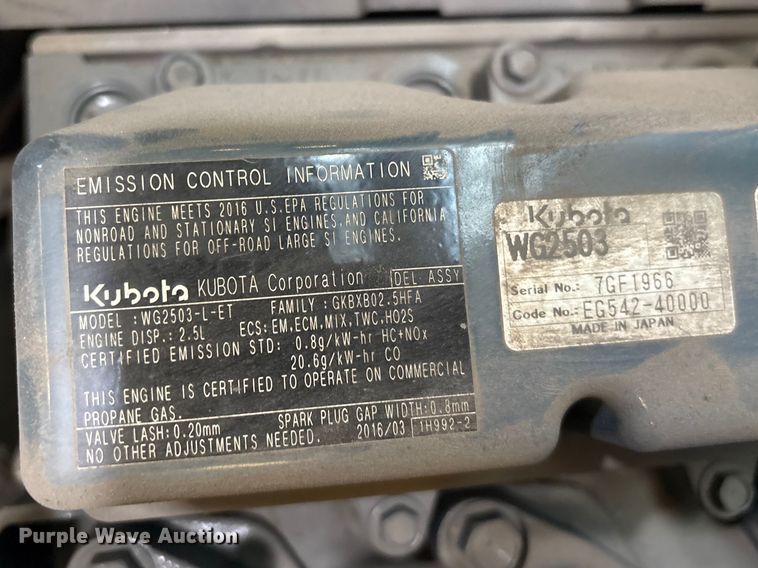 EMISSION CONTROL INFORMATION
THIS ENGINE MEETS 2016 U.S.EPA REGULATIONS FOR
NONROAD AND STATIONARY SI ENGINES,AND CALIFORNIA
REGULATIONS FOR OFF-ROAD LARGE SI ENGINES.
Kubota KUBOTA Corporation DEL ASSY
MODEL :WG2503-L-ET FAMILY :GKBXB02.5HFA
ENGINE DISP.: 2.5L ECS:EM,ECM,MIX,TWC,HO2S
CERTIFIED EMISSION STD: 0.8g/kW-hr HC+NOx
20.6g/kW-hr CO
THIS ENGINE IS CERTIFIED TO OPERATE ON COMMERCIAL
PROPANE GAS.
VALVE LASH:0.20mm SPARK PLUG GAP WIDTH:0.8mm
NO OTHER ADJUSTMENTS NEEDED. 2016/03 1H992-2
Kubota
WG2503
Serial No.: 7GF1966
Code No.: EG542-40000
MADE IN JAPAN
Purple Wave Auction